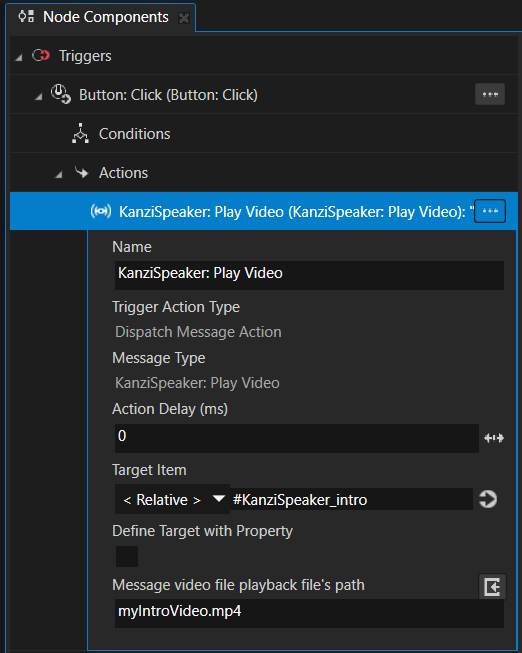 Node Components
Triggers
Button: Click (Button: Click)
Conditions
Actions
KanziSpeaker: Play Video (KanziSpeaker: Play Video): "
Name
KanziSpeaker: Play Video
Trigger Action Type
Dispatch Message Action
Message Type
KanziSpeaker: Play Video
Action Delay (ms)
0
Target Item
< Relative > #KanziSpeaker_intro
Define Target with Property
Message video file playback file's path
myIntroVideo.mp4